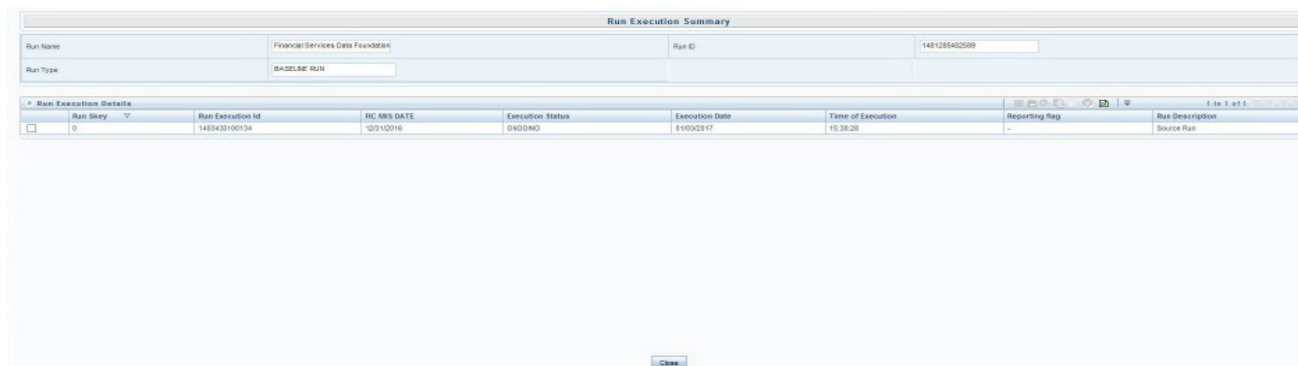 Run Execution Summary
Run Name Financial Services Data Foundation Run ID 1481285482589
Run Type BASELINE RUN
Run Execution Details 1 to 1 of 1
Run Skey Run Execution Id RC MIS DATE Execution Status Execution Date Time of Execution Reporting flag Run Description
0 1483438100134 12/31/2016 ONGOING 01/03/2017 15:38:28 - Source Run
Close